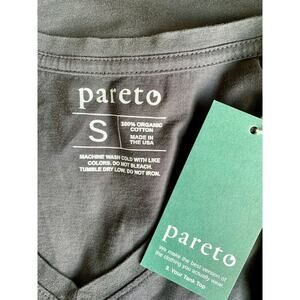 pareto
S
100% ORGANIC
COTTON
MADE IN
THE USA
MACHINE WASH COLD WITH LIKE
COLORS. DO NOT BLEACH.
TUMBLE DRY LOW. DO NOT IRON.
pareto
We make the best version of
the clothing you actually wear.
3. Your Tank Top